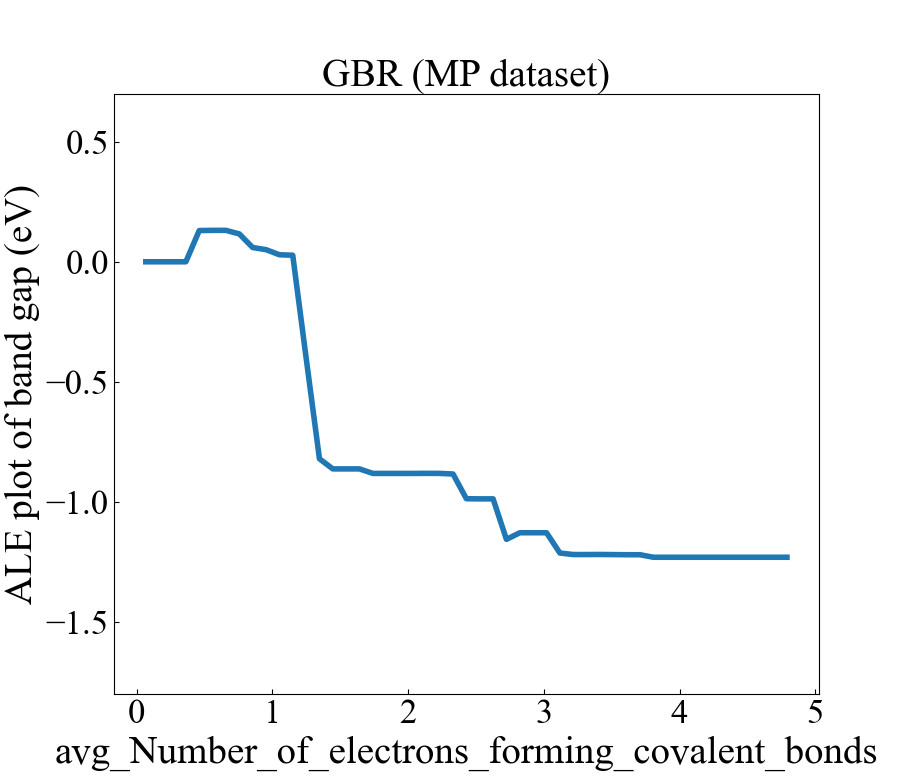 GBR (MP dataset)
ALE plot of band gap (eV)
0.5
0.0
−0.5
−1.0
−1.5
0 1 2 3 4 5
avg_Number_of_electrons_forming_covalent_bonds